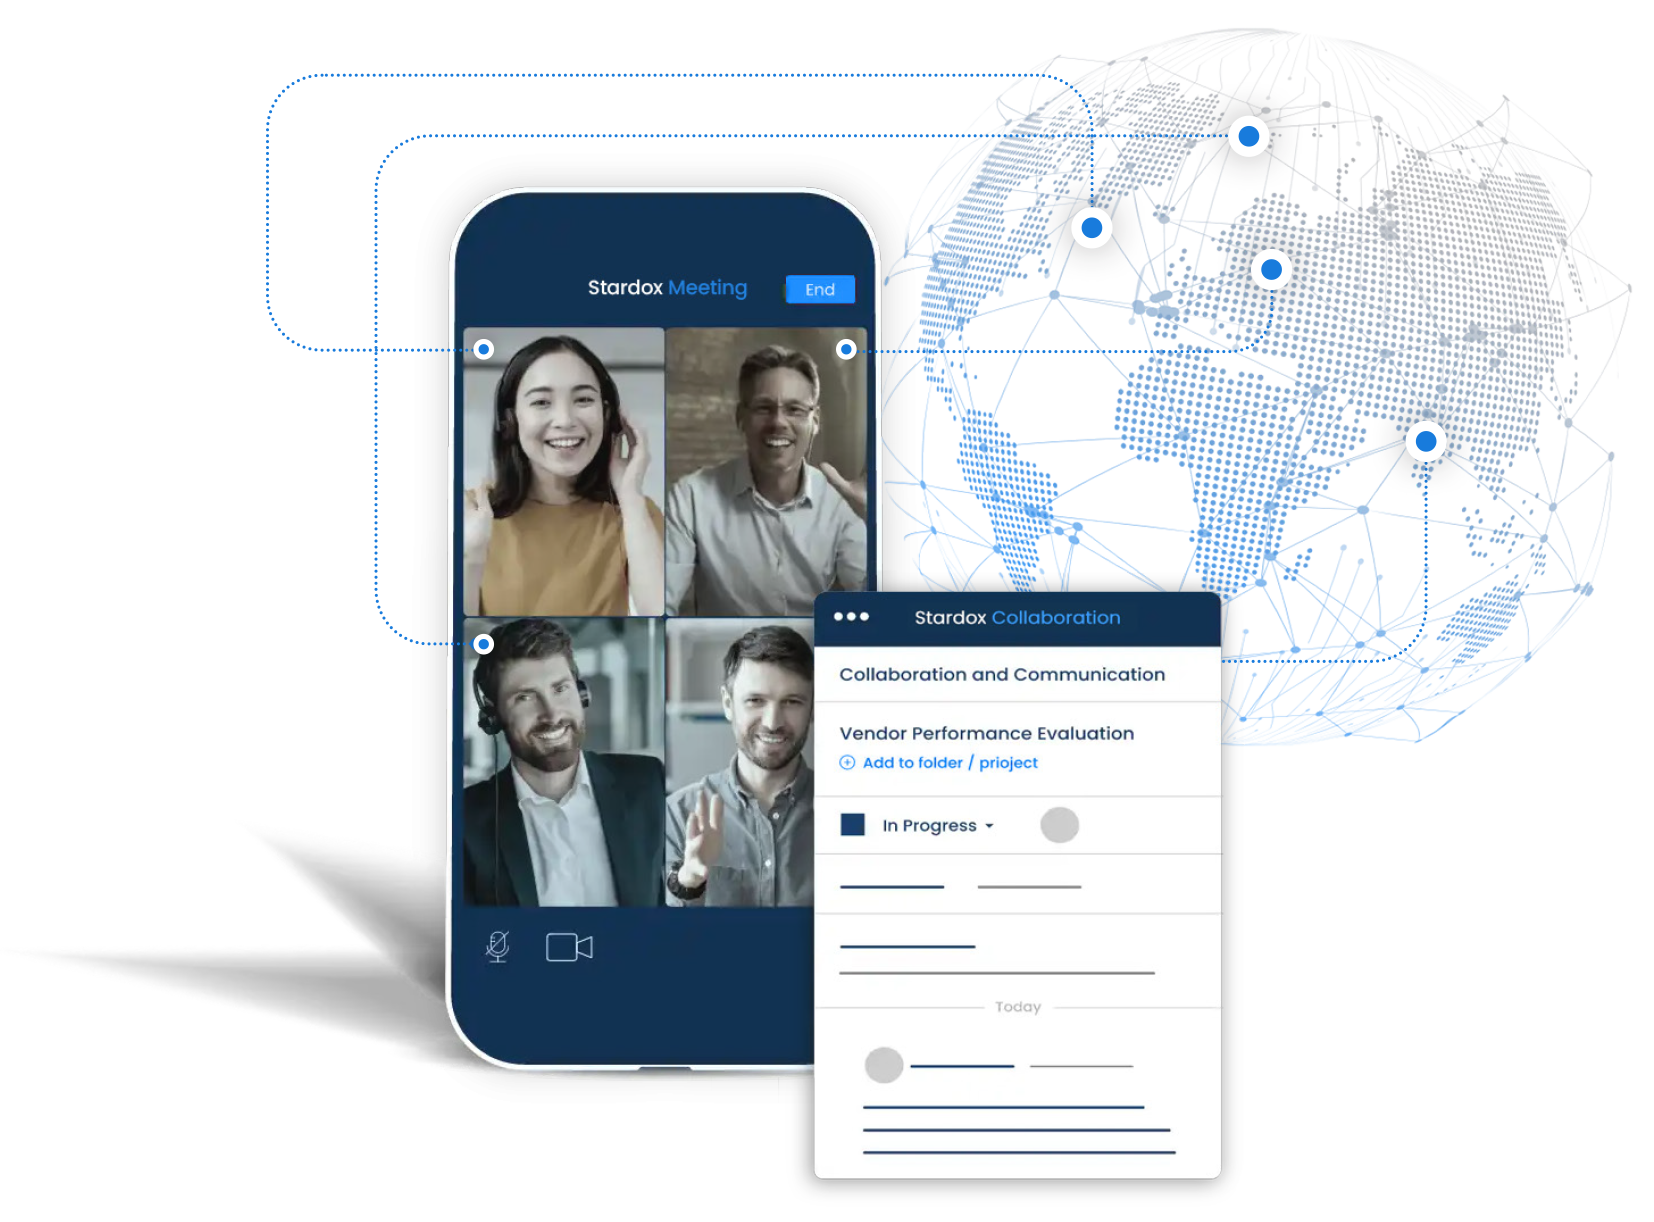 Stardox Meeting
End
Stardox Collaboration
Collaboration and Communication
Vendor Performance Evaluation
Add to folder / prioject
In Progress
Today